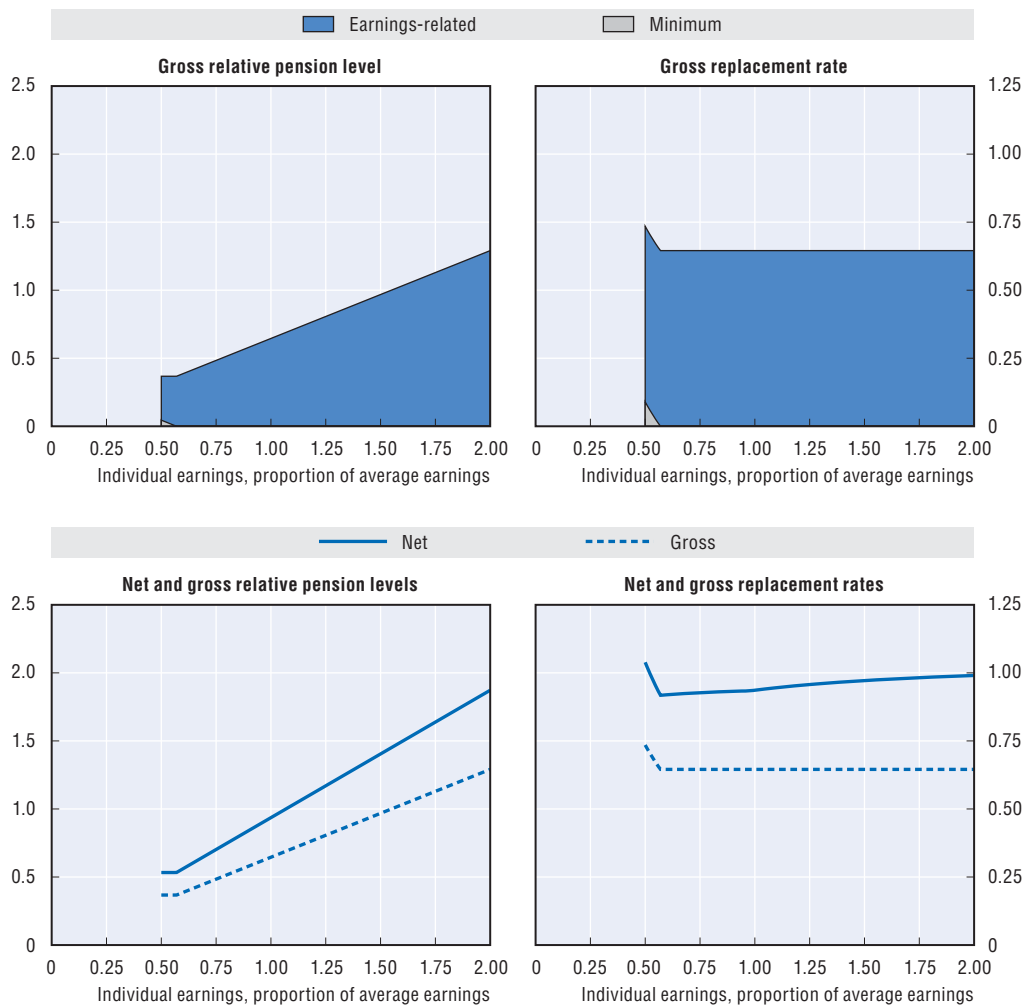 Earnings-related Minimum
Gross relative pension level
2.5
2.0
1.5
1.0
0.5
0
0 0.25 0.50 0.75 1.00 1.25 1.50 1.75 2.00
Individual earnings, proportion of average earnings
Gross replacement rate
1.25
1.00
0.75
0.50
0.25
0
0 0.25 0.50 0.75 1.00 1.25 1.50 1.75 2.00
Individual earnings, proportion of average earnings
Net Gross
Net and gross relative pension levels
2.5
2.0
1.5
1.0
0.5
0
0 0.25 0.50 0.75 1.00 1.25 1.50 1.75 2.00
Individual earnings, proportion of average earnings
Net and gross replacement rates
1.25
1.00
0.75
0.50
0.25
0
0 0.25 0.50 0.75 1.00 1.25 1.50 1.75 2.00
Individual earnings, proportion of average earnings